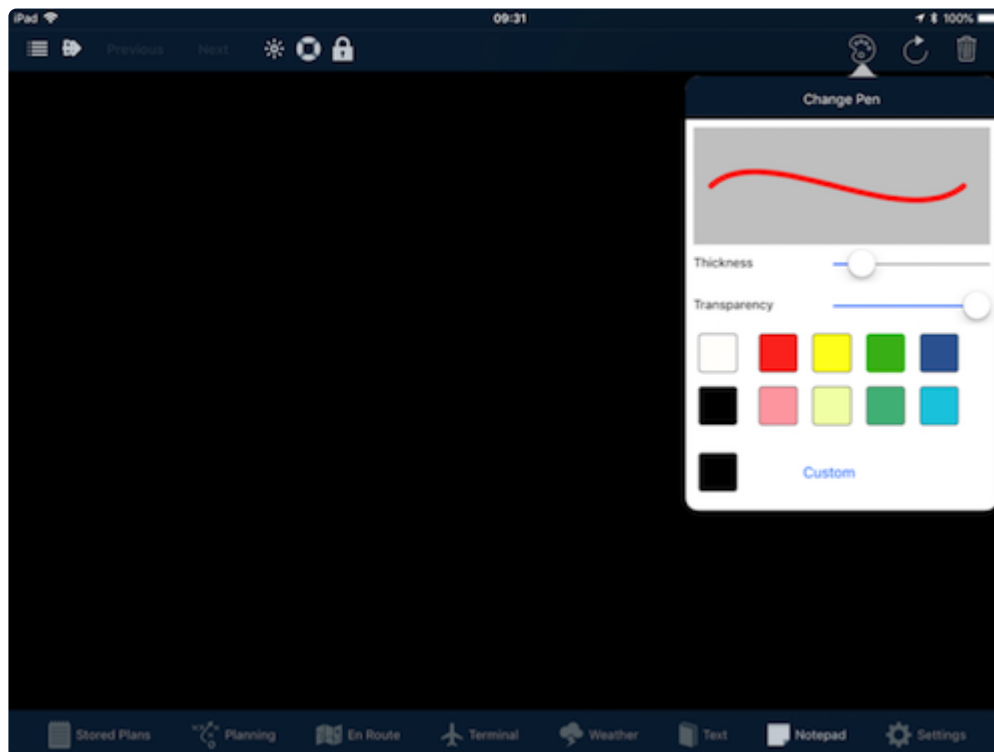 iPad 09:31 100%
Previous Next
Change Pen
Thickness
Transparency
Custom
Stored Plans Planning En Route Terminal Weather Text Notepad Settings